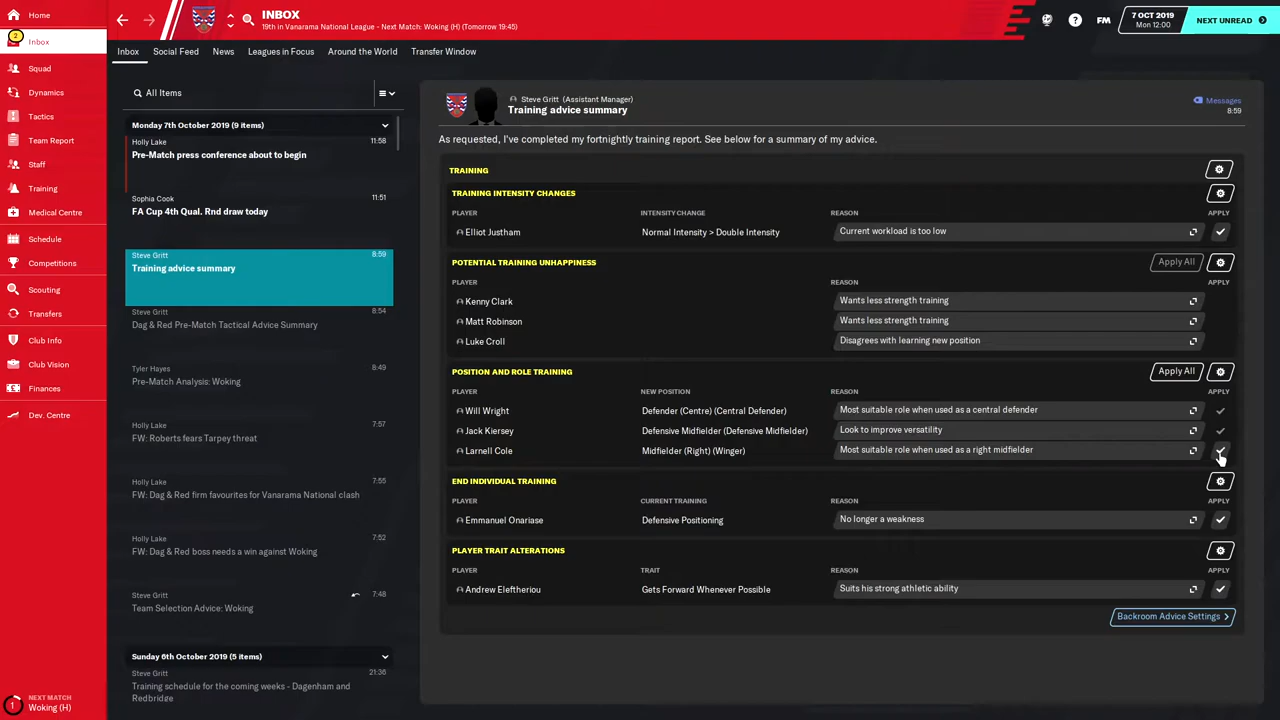 Home
INBOX
19th in Vanarama National League - Next Match: Woking (H) (Tomorrow 19:45)
FM
7 OCT 2019
Mon 12:00
NEXT UNREAD
2
Inbox
Squad
Dynamics
Tactics
Team Report
Staff
Training
Medical Centre
Schedule
Competitions
Scouting
Transfers
Club Info
Club Vision
Finances
Dev. Centre
1
NEXT MATCH
Woking (H)
Inbox
Social Feed
News
Leagues in Focus
Around the World
Transfer Window
All Items
Monday 7th October 2019 (9 items)
Holly Lake 11:58
Pre-Match press conference about to begin
Sophia Cook 11:51
FA Cup 4th Qual. Rnd draw today
Steve Gritt 8:59
Training advice summary
Steve Gritt 8:54
Dag & Red Pre-Match Tactical Advice Summary
Tyler Hayes 8:49
Pre-Match Analysis: Woking
Holly Lake 7:57
FW: Roberts fears Tarpey threat
Holly Lake 7:55
FW: Dag & Red firm favourites for Vanarama National clash
Holly Lake 7:52
FW: Dag & Red boss needs a win against Woking
Steve Gritt 7:48
Team Selection Advice: Woking
Sunday 6th October 2019 (5 items)
Steve Gritt 21:36
Training schedule for the coming weeks - Dagenham and
Redbridge
Steve Gritt (Assistant Manager)
Training advice summary
Messages
8:59
As requested, I've completed my fortnightly training report. See below for a summary of my advice.
TRAINING
TRAINING INTENSITY CHANGES
PLAYER INTENSITY CHANGE REASON APPLY
Elliot Justham Normal Intensity > Double Intensity Current workload is too low
POTENTIAL TRAINING UNHAPPINESS Apply All
PLAYER REASON APPLY
Kenny Clark Wants less strength training
Matt Robinson Wants less strength training
Luke Croll Disagrees with learning new position
POSITION AND ROLE TRAINING Apply All
PLAYER NEW POSITION REASON APPLY
Will Wright Defender (Centre) (Central Defender) Most suitable role when used as a central defender
Jack Kiersey Defensive Midfielder (Defensive Midfielder) Look to improve versatility
Larnell Cole Midfielder (Right) (Winger) Most suitable role when used as a right midfielder
END INDIVIDUAL TRAINING
PLAYER CURRENT TRAINING REASON APPLY
Emmanuel Onariase Defensive Positioning No longer a weakness
PLAYER TRAIT ALTERATIONS
PLAYER TRAIT REASON APPLY
Andrew Eleftheriou Gets Forward Whenever Possible Suits his strong athletic ability
Backroom Advice Settings >